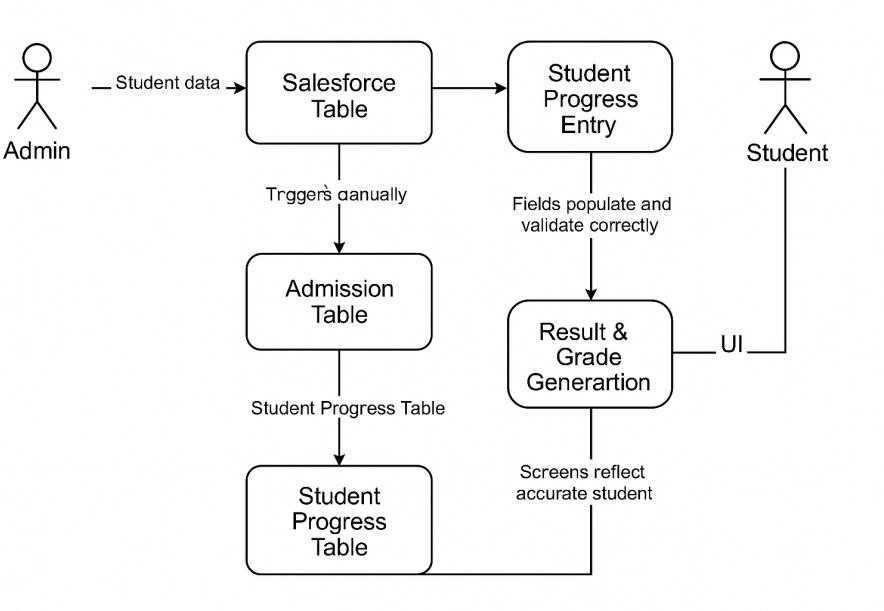 Student data
Salesforce
Table
Student
Progress
Entry
Admin
Student
Fields populate and
validate correctly
Admission
Table
Result &
Grade
Generartion
UI
Student Progress Table
Screens reflect
accurate student
Student
Progress
Table